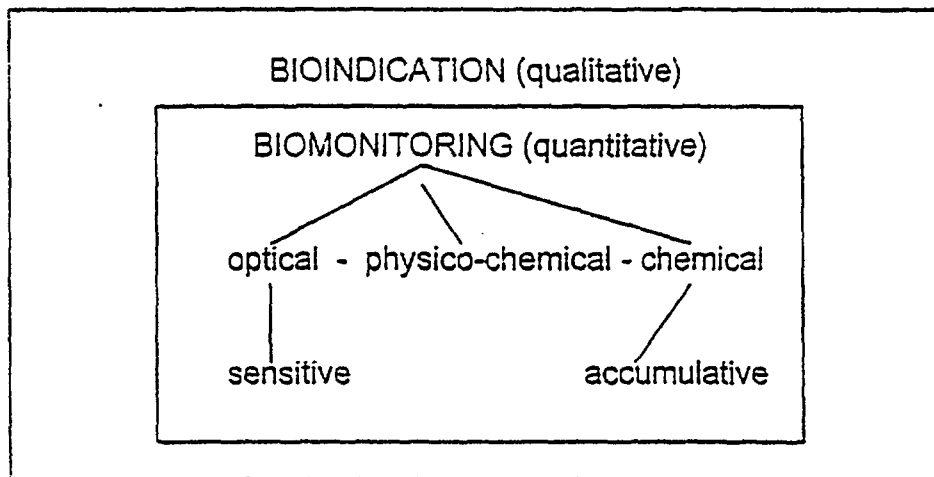 BIOINDICATION (qualitative)
BIOMONITORING (quantitative)
optical - physico-chemical - chemical
sensitive accumulative